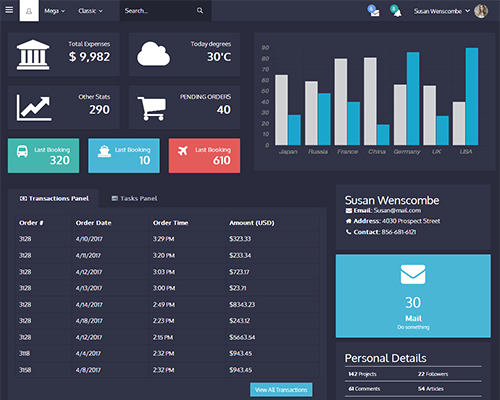 Mega Classic Search... 5 5 Susan Wenscombe
Total Expenses
$ 9,982
Today degrees
30°C
Other Stats
290
PENDING ORDERS
40
Last Booking
320
Last Booking
10
Last Booking
610
90
80
70
60
50
40
30
20
10
0
Japan Russia France China Germany UK USA
Transactions Panel Tasks Panel
Order # Order Date Order Time Amount (USD)
3128 4/10/2017 3:29 PM $323.33
3128 4/11/2017 3:20 PM $233.34
3128 4/12/2017 3:03 PM $723.17
3128 4/13/2017 3:00 PM $23.71
3128 4/14/2017 2:49 PM $8343.23
3128 4/18/2017 2:23 PM $243.12
3128 4/12/2017 2:15 PM $5663.54
3118 4/4/2017 2:32 PM $943.45
3158 4/8/2017 2:32 PM $943.45
View All Transactions
Susan Wenscombe
Email: Susan@mail.com
Address: 4030 Prospect Street
Contact: 856-681-6121
30
Mail
Do something
Personal Details
142 Projects 22 Followers
61 Comments 54 Articles